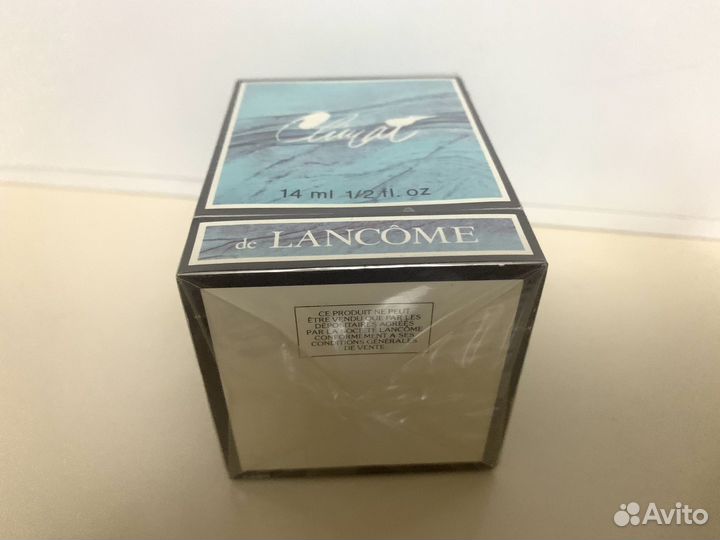 Climat
14 ml 1/2 fl. oz
de LANCÔME
CE PRODUIT NE PEUT
ÊTRE VENDU QUE PAR LES
DÉPOSITAIRES AGRÉÉS
PAR LA SOCIÉTÉ LANCÔME
CONFORMEMENT A SES
CONDITIONS GÉNÉRALES
DE VENTE.
Avito